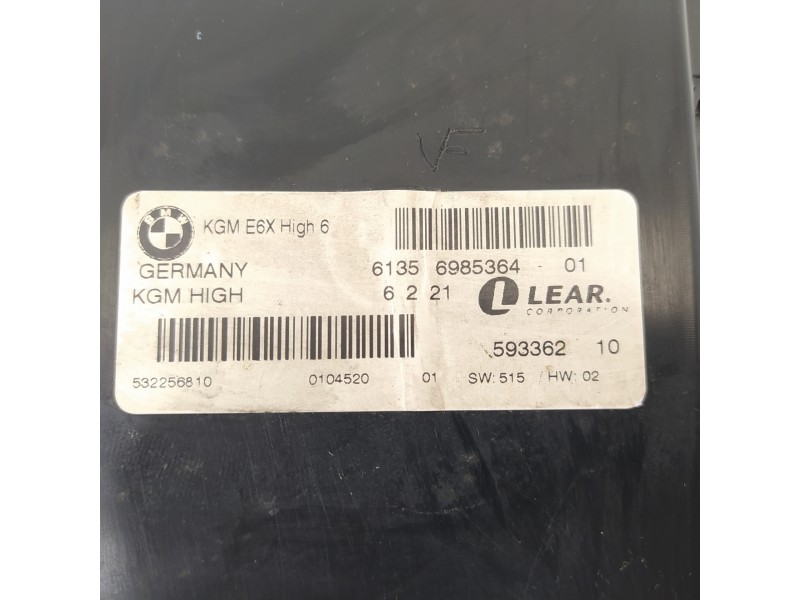 VF
BMW
KGM E6X High 6
GERMANY 6135 6985364 - 01
KGM HIGH 6 2 21 LEAR.
CORPORATION
593362 10
532256810 0104520 01 SW: 515 / HW: 02